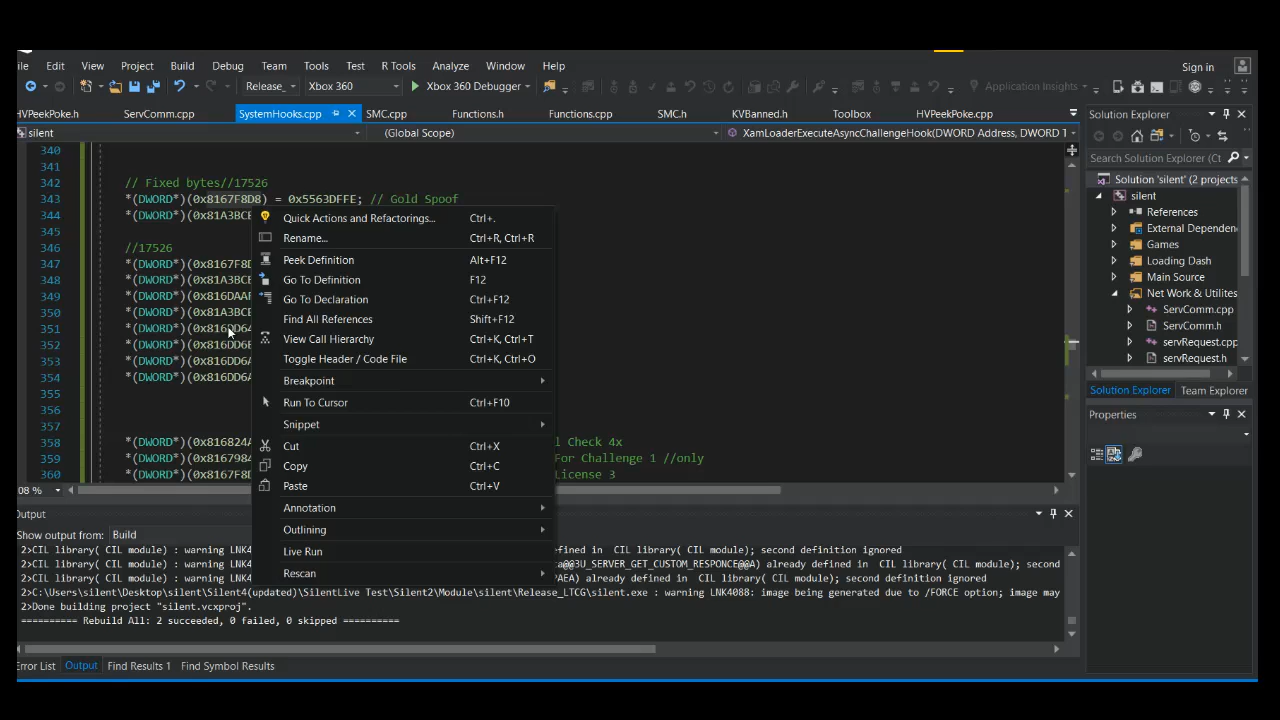 ile Edit View Project Build Debug Team Tools Test R Tools Analyze Window Help Sign in
Release Xbox 360 Xbox 360 Debugger Application Insights
HVPeekPoke.h ServComm.cpp SystemHooks.cpp SMC.cpp Functions.h Functions.cpp SMC.h KVBanned.h Toolbox HVPeekPoke.cpp
silent (Global Scope) XamLoaderExecuteAsyncChallengeHook(DWORD Address, DWORD 1
340
341
342 // Fixed bytes//17526
343 *(DWORD*)(0x8167F8D8) = 0x5563DFFE; // Gold Spoof
344 *(DWORD*)(0x81A3BCE
345
346 //17526
347 *(DWORD*)(0x8167F8D
348 *(DWORD*)(0x81A3BCE
349 *(DWORD*)(0x816DAAF
350 *(DWORD*)(0x81A3BCE
351 *(DWORD*)(0x816DD64
352 *(DWORD*)(0x816DD6E
353 *(DWORD*)(0x816DD6A
354 *(DWORD*)(0x816DD6A
355
356
358 *(DWORD*)(0x816824A l Check 4x
359 *(DWORD*)(0x8167984 For Challenge 1 //only
360 *(DWORD*)(0x8167F8D License 3
Quick Actions and Refactorings... Ctrl+.
Rename... Ctrl+R, Ctrl+R
Peek Definition Alt+F12
Go To Definition F12
Go To Declaration Ctrl+F12
Find All References Shift+F12
View Call Hierarchy Ctrl+K, Ctrl+T
Toggle Header / Code File Ctrl+K, Ctrl+O
Breakpoint
Run To Cursor Ctrl+F10
Snippet
Cut Ctrl+X
Copy Ctrl+C
Paste Ctrl+V
Annotation
Outlining
Live Run
Rescan
08 %
Solution Explorer
Search Solution Explorer (Ct
Solution 'silent' (2 projects
silent
References
External Dependen
Games
Loading Dash
Main Source
Net Work & Utilites
ServComm.cpp
ServComm.h
servRequest.cpp
servRequest.h
Solution Explorer Team Explorer
Properties
Output
Show output from: Build
2>CIL library( CIL module) : warning LNK4 efined in CIL library( CIL module); second definition ignored
2>CIL library( CIL module) : warning LNK4 a@@3U_SERVER_GET_CUSTOM_RESPONCE@@A) already defined in CIL library( CIL module); second
2>CIL library( CIL module) : warning LNK4 PAEA) already defined in CIL library( CIL module); second definition ignored
2>C:\Users\silent\Desktop\silent\Silent4(updated)\SilentLive Test\Silent2\Module\silent\Release_LTCG\silent.exe : warning LNK4088: image being generated due to /FORCE option; image may
2>Done building project "silent.vcxproj".
========== Rebuild All: 2 succeeded, 0 failed, 0 skipped ==========
Error List Output Find Results 1 Find Symbol Results